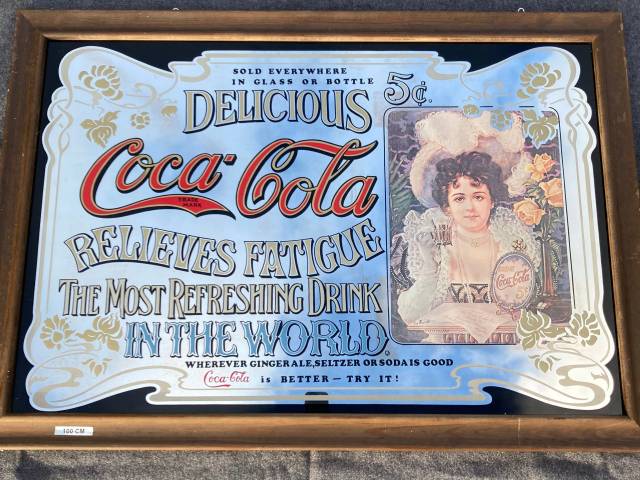 SOLD EVERYWHERE
IN GLASS OR BOTTLE
5¢.
DELICIOUS
Coca-Cola
TRADE
MARK
RELIEVES FATIGUE
THE MOST REFRESHING DRINK
IN THE WORLD.
WHEREVER GINGER ALE, SELTZER OR SODA IS GOOD
Coca-Cola is BETTER — TRY IT!
Coca-Cola
100 CM